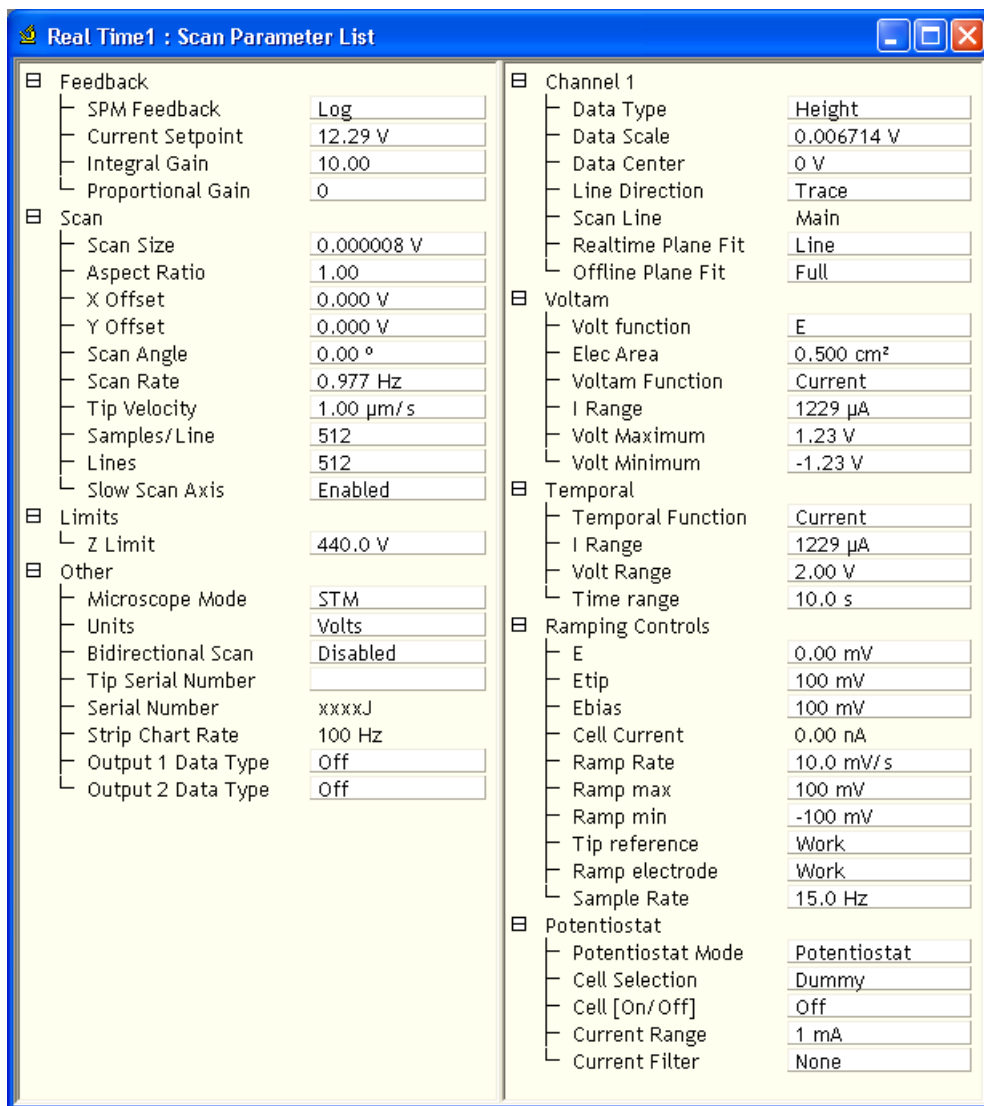 Real Time1 : Scan Parameter List
Feedback
SPM Feedback Log
Current Setpoint 12.29 V
Integral Gain 10.00
Proportional Gain 0
Scan
Scan Size 0.000008 V
Aspect Ratio 1.00
X Offset 0.000 V
Y Offset 0.000 V
Scan Angle 0.00 º
Scan Rate 0.977 Hz
Tip Velocity 1.00 µm/s
Samples/Line 512
Lines 512
Slow Scan Axis Enabled
Limits
Z Limit 440.0 V
Other
Microscope Mode STM
Units Volts
Bidirectional Scan Disabled
Tip Serial Number
Serial Number xxxxJ
Strip Chart Rate 100 Hz
Output 1 Data Type Off
Output 2 Data Type Off
Channel 1
Data Type Height
Data Scale 0.006714 V
Data Center 0 V
Line Direction Trace
Scan Line Main
Realtime Plane Fit Line
Offline Plane Fit Full
Voltam
Volt function E
Elec Area 0.500 cm²
Voltam Function Current
I Range 1229 µA
Volt Maximum 1.23 V
Volt Minimum -1.23 V
Temporal
Temporal Function Current
I Range 1229 µA
Volt Range 2.00 V
Time range 10.0 s
Ramping Controls
E 0.00 mV
Etip 100 mV
Ebias 100 mV
Cell Current 0.00 nA
Ramp Rate 10.0 mV/s
Ramp max 100 mV
Ramp min -100 mV
Tip reference Work
Ramp electrode Work
Sample Rate 15.0 Hz
Potentiostat
Potentiostat Mode Potentiostat
Cell Selection Dummy
Cell [On/Off] Off
Current Range 1 mA
Current Filter None